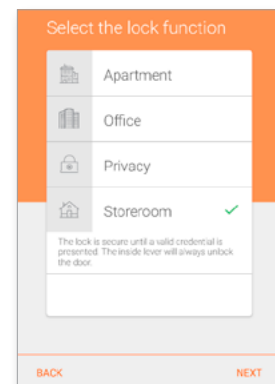 Select the lock function
Apartment
Office
Privacy
Storeroom
The lock is secure until a valid credential is
presented. The inside lever will always unlock
the door.
BACK
NEXT